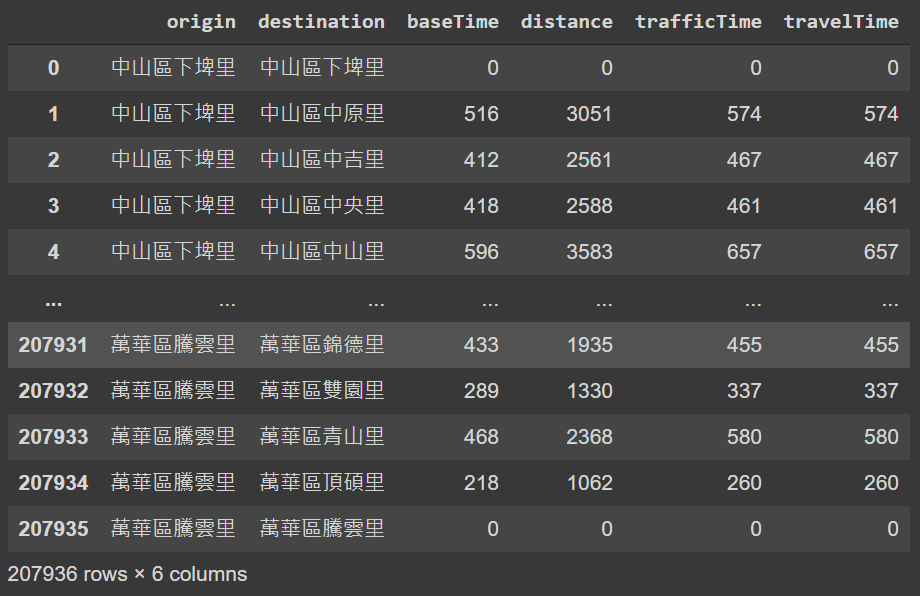 origin destination baseTime distance trafficTime travelTime
0 中山區下埤里 中山區下埤里 0 0 0 0
1 中山區下埤里 中山區中原里 516 3051 574 574
2 中山區下埤里 中山區中吉里 412 2561 467 467
3 中山區下埤里 中山區中央里 418 2588 461 461
4 中山區下埤里 中山區中山里 596 3583 657 657
... ... ... ... ... ... ...
207931 萬華區騰雲里 萬華區錦德里 433 1935 455 455
207932 萬華區騰雲里 萬華區雙園里 289 1330 337 337
207933 萬華區騰雲里 萬華區青山里 468 2368 580 580
207934 萬華區騰雲里 萬華區頂碩里 218 1062 260 260
207935 萬華區騰雲里 萬華區騰雲里 0 0 0 0
207936 rows × 6 columns